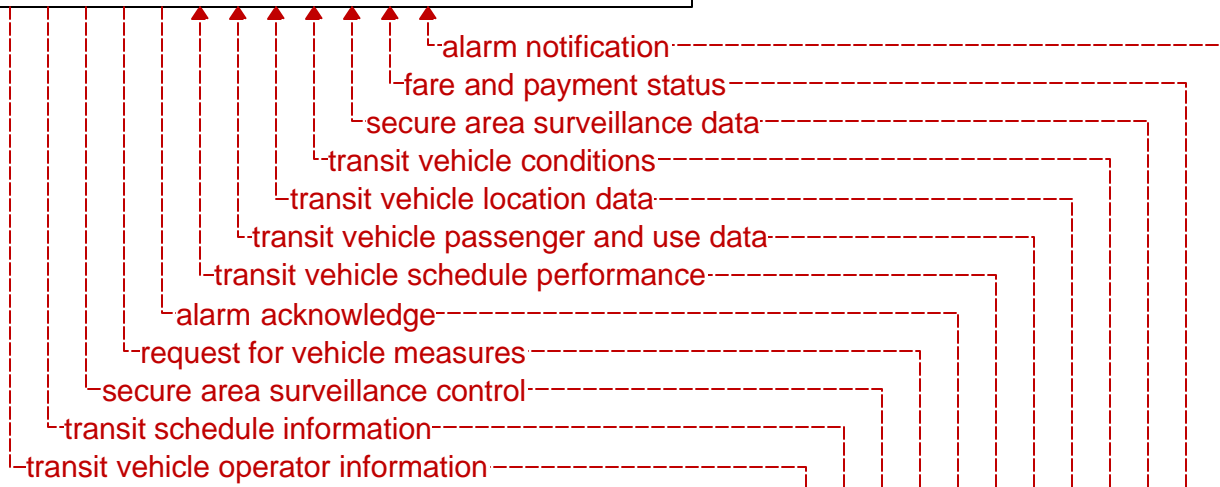 alarm notification
fare and payment status
secure area surveillance data
transit vehicle conditions
transit vehicle location data
transit vehicle passenger and use data
transit vehicle schedule performance
alarm acknowledge
request for vehicle measures
secure area surveillance control
transit schedule information
transit vehicle operator information